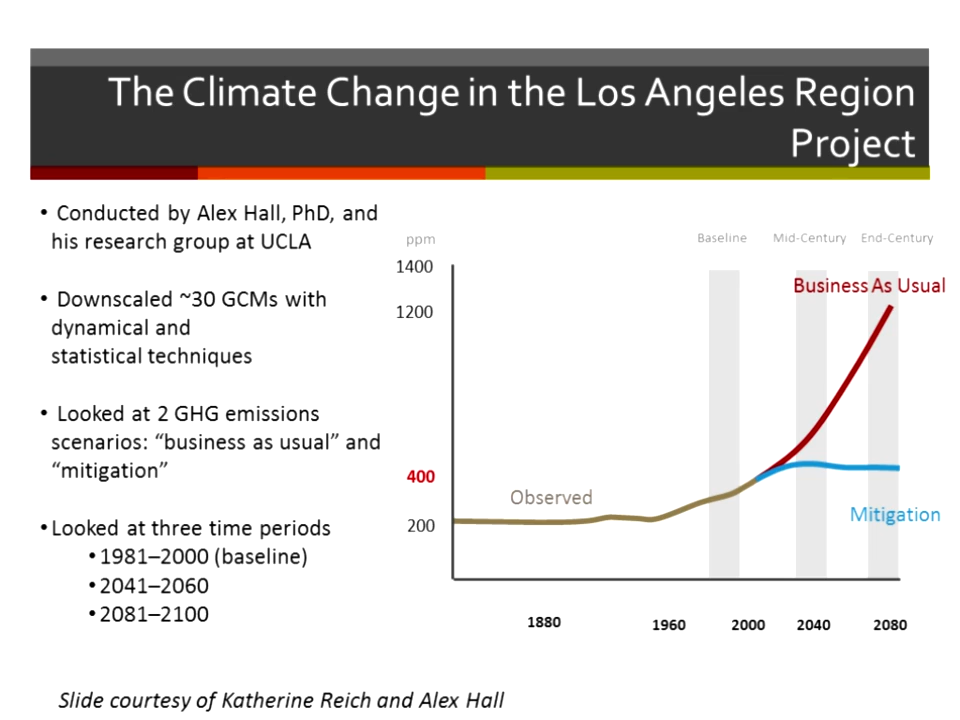 The Climate Change in the Los Angeles Region
Project
• Conducted by Alex Hall, PhD, and
his research group at UCLA
• Downscaled ~30 GCMs with
dynamical and
statistical techniques
• Looked at 2 GHG emissions
scenarios: “business as usual” and
“mitigation”
•Looked at three time periods
•1981–2000 (baseline)
•2041–2060
•2081–2100
ppm
Baseline
Mid-Century
End-Century
1400
1200
400
200
Business As Usual
Observed
Mitigation
1880
1960
2000
2040
2080
Slide courtesy of Katherine Reich and Alex Hall